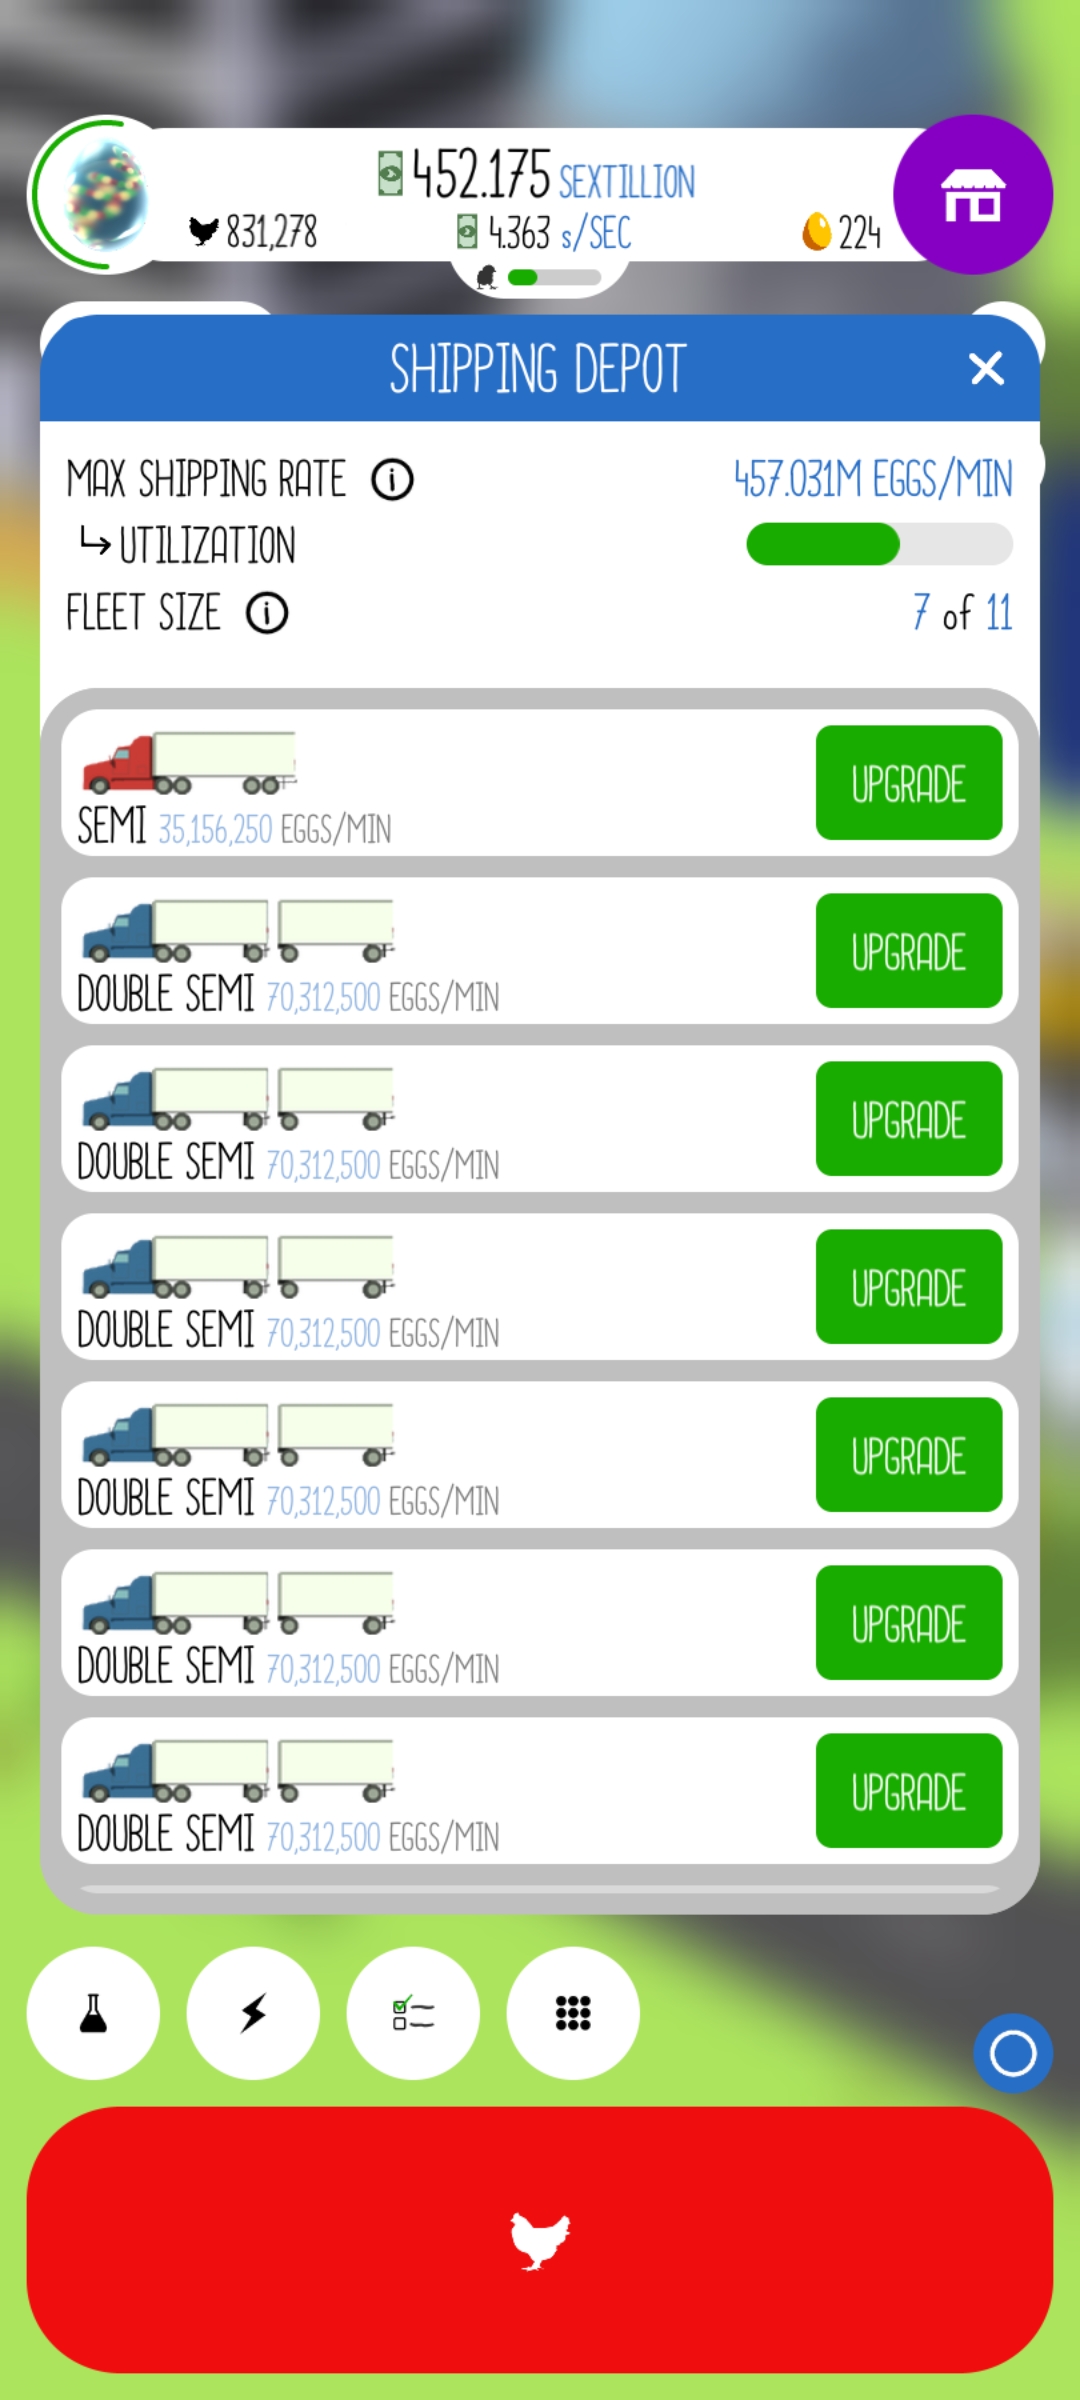 452.175 SEXTILLION
831,278 4.363 s/SEC 224
SHIPPING DEPOT
MAX SHIPPING RATE 457.031M EGGS/MIN
UTILIZATION
FLEET SIZE 7 of 11
UPGRADE
SEMI 35,156,250 EGGS/MIN
UPGRADE
DOUBLE SEMI 70,312,500 EGGS/MIN
UPGRADE
DOUBLE SEMI 70,312,500 EGGS/MIN
UPGRADE
DOUBLE SEMI 70,312,500 EGGS/MIN
UPGRADE
DOUBLE SEMI 70,312,500 EGGS/MIN
UPGRADE
DOUBLE SEMI 70,312,500 EGGS/MIN
UPGRADE
DOUBLE SEMI 70,312,500 EGGS/MIN